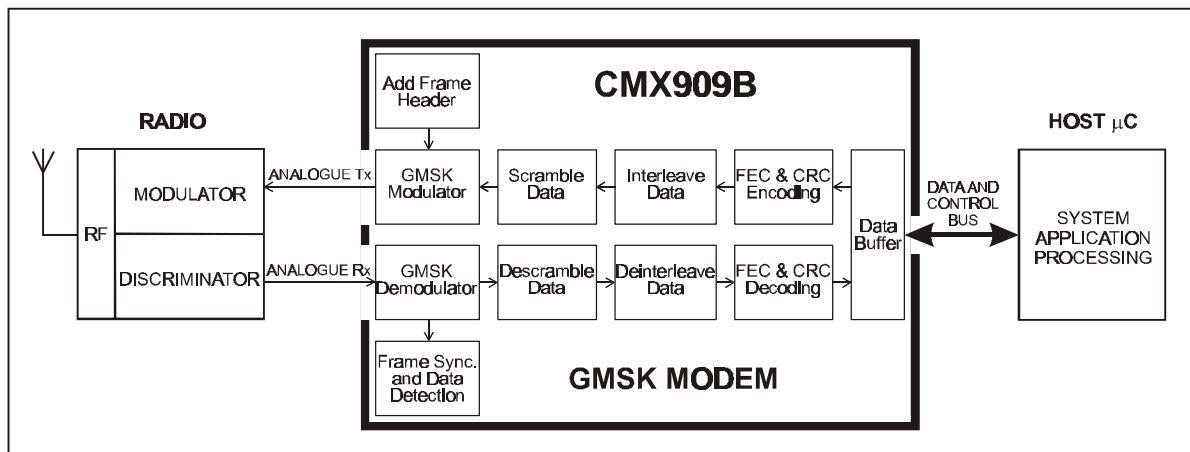 CMX909B
Add Frame
Header
RADIO
HOST µC
RF
MODULATOR
DISCRIMINATOR
ANALOGUE Tx
ANALOGUE Rx
GMSK
Modulator
Scramble
Data
Interleave
Data
FEC & CRC
Encoding
Data
Buffer
DATA AND
CONTROL
BUS
SYSTEM
APPLICATION
PROCESSING
GMSK
Demodulator
Descramble
Data
Deinterleave
Data
FEC & CRC
Decoding
Frame Sync.
and Data
Detection
GMSK MODEM